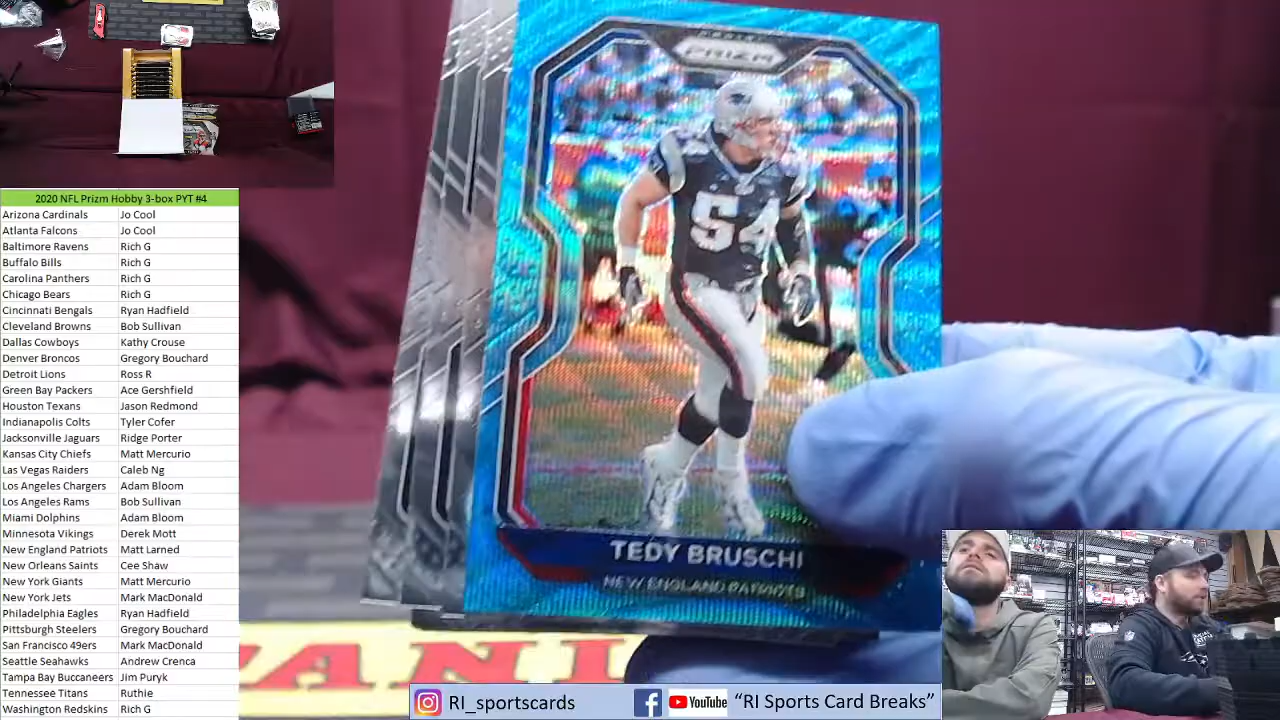 2020 NFL Prizm Hobby 3-box PYT #4
Arizona Cardinals Jo Cool
Atlanta Falcons Jo Cool
Baltimore Ravens Rich G
Buffalo Bills Rich G
Carolina Panthers Rich G
Chicago Bears Rich G
Cincinnati Bengals Ryan Hadfield
Cleveland Browns Bob Sullivan
Dallas Cowboys Kathy Crouse
Denver Broncos Gregory Bouchard
Detroit Lions Ross R
Green Bay Packers Ace Gershfield
Houston Texans Jason Redmond
Indianapolis Colts Tyler Cofer
Jacksonville Jaguars Ridge Porter
Kansas City Chiefs Matt Mercurio
Las Vegas Raiders Caleb Ng
Los Angeles Chargers Adam Bloom
Los Angeles Rams Bob Sullivan
Miami Dolphins Adam Bloom
Minnesota Vikings Derek Mott
New England Patriots Matt Larned
New Orleans Saints Cee Shaw
New York Giants Matt Mercurio
New York Jets Mark MacDonald
Philadelphia Eagles Ryan Hadfield
Pittsburgh Steelers Gregory Bouchard
San Francisco 49ers Mark MacDonald
Seattle Seahawks Andrew Crenca
Tampa Bay Buccaneers Jim Puryk
Tennessee Titans Ruthie
Washington Redskins Rich G
PRIZM
54
TEDY BRUSCHI
NEW ENGLAND PATRIOTS
ANI
RI_sportscards
YouTube "RI Sports Card Breaks"